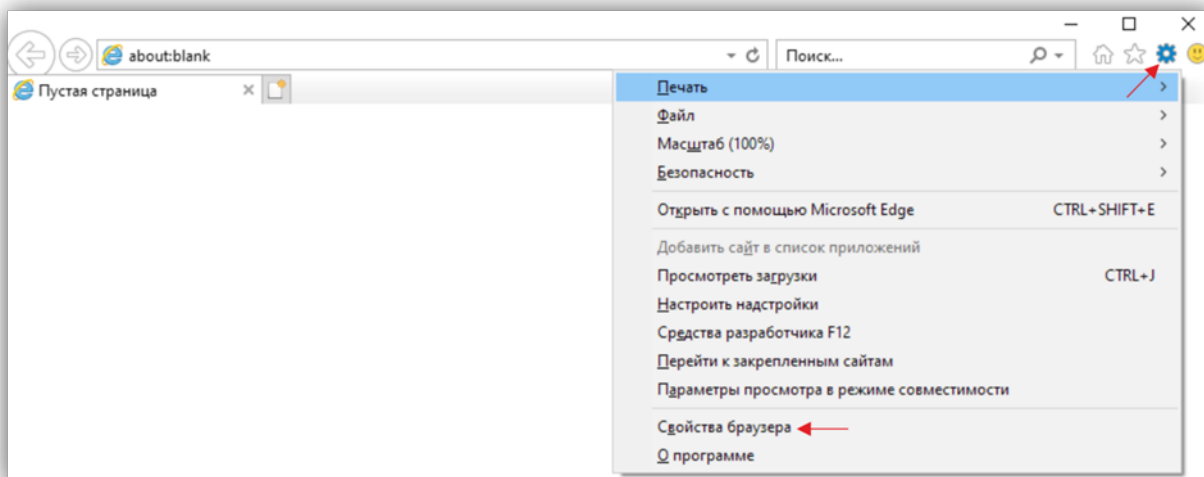 about:blank
Поиск...
Пустая страница
Печать
Файл
Масштаб (100%)
Безопасность
Открыть с помощью Microsoft Edge CTRL+SHIFT+E
Добавить сайт в список приложений
Просмотреть загрузки CTRL+J
Настроить надстройки
Средства разработчика F12
Перейти к закрепленным сайтам
Параметры просмотра в режиме совместимости
Свойства браузера
О программе